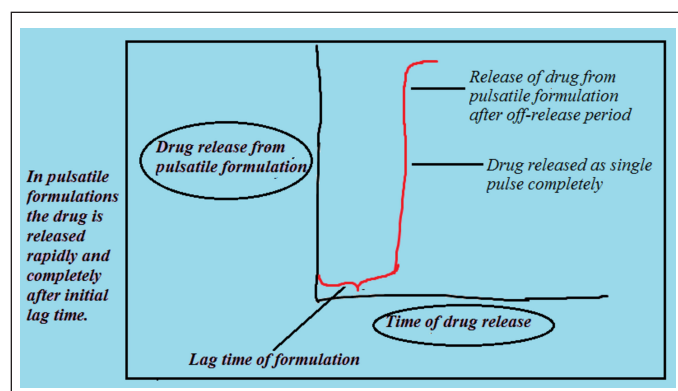 In pulsatile
formulations
the drug is
released
rapidly and
completely
after initial
lag time.
Drug release from
pulsatile formulation
Release of drug from
pulsatile formulation
after off-release period
Drug released as single
pulse completely
Time of drug release
Lag time of formulation